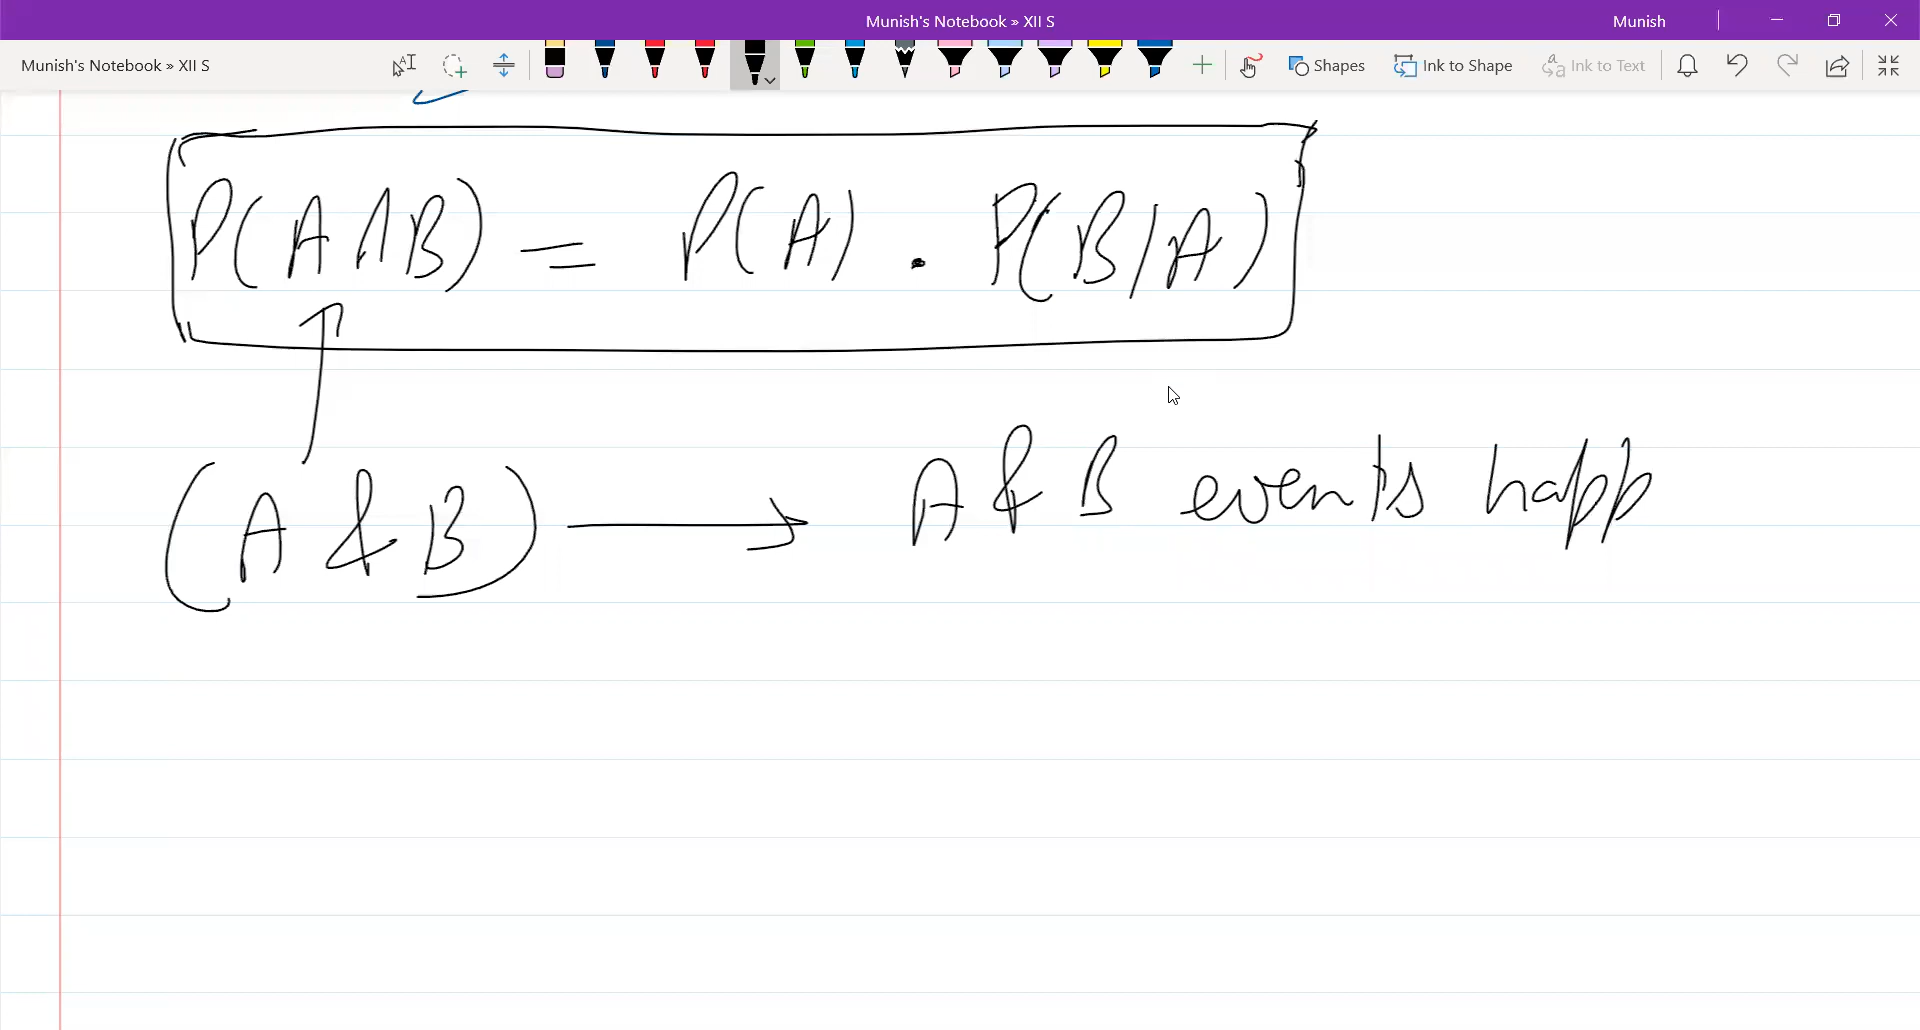 Munish's Notebook » XII S
Munish
Munish's Notebook » XII S
Shapes
Ink to Shape
Ink to Text
P(A∩B) = P(A) . P(B/A)
(A & B) → A & B events happ